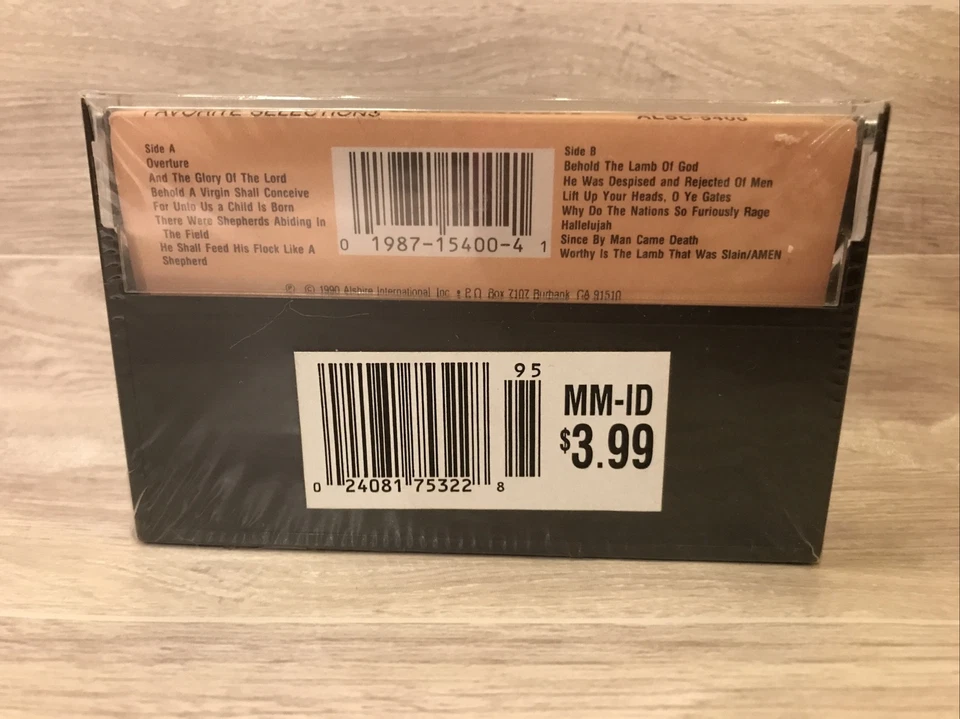 FAVORITE SELECTIONS
Side A
Overture
And The Glory Of The Lord
Behold A Virgin Shall Conceive
For Unto Us a Child Is Born
There Were Shepherds Abiding In
The Field
He Shall Feed His Flock Like A
Shepherd
0 1987-15400-4 1
Side B
Behold The Lamb Of God
He Was Despised and Rejected Of Men
Lift Up Your Heads, O Ye Gates
Why Do The Nations So Furiously Rage
Hallelujah
Since By Man Came Death
Worthy Is The Lamb That Was Slain/AMEN
℗ © 1990 Alshire International, Inc. • P.O. Box 7107 Burbank, CA 91510
95
0 24081 75322 8
MM-ID
$3.99